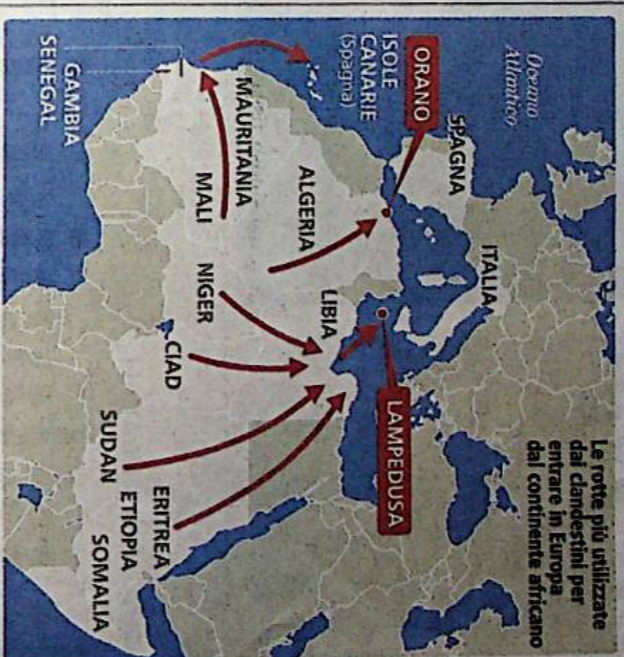 Le rotte più utilizzate
dai clandestini per
entrare in Europa
dal continente africano
Oceano
Atlantico
SPAGNA
ITALIA
ORANO
ISOLE
CANARIE
(Spagna)
LAMPEDUSA
ALGERIA
LIBIA
MAURITANIA
MALI
NIGER
CIAD
SUDAN
ERITREA
ETIOPIA
SOMALIA
GAMBIA
SENEGAL